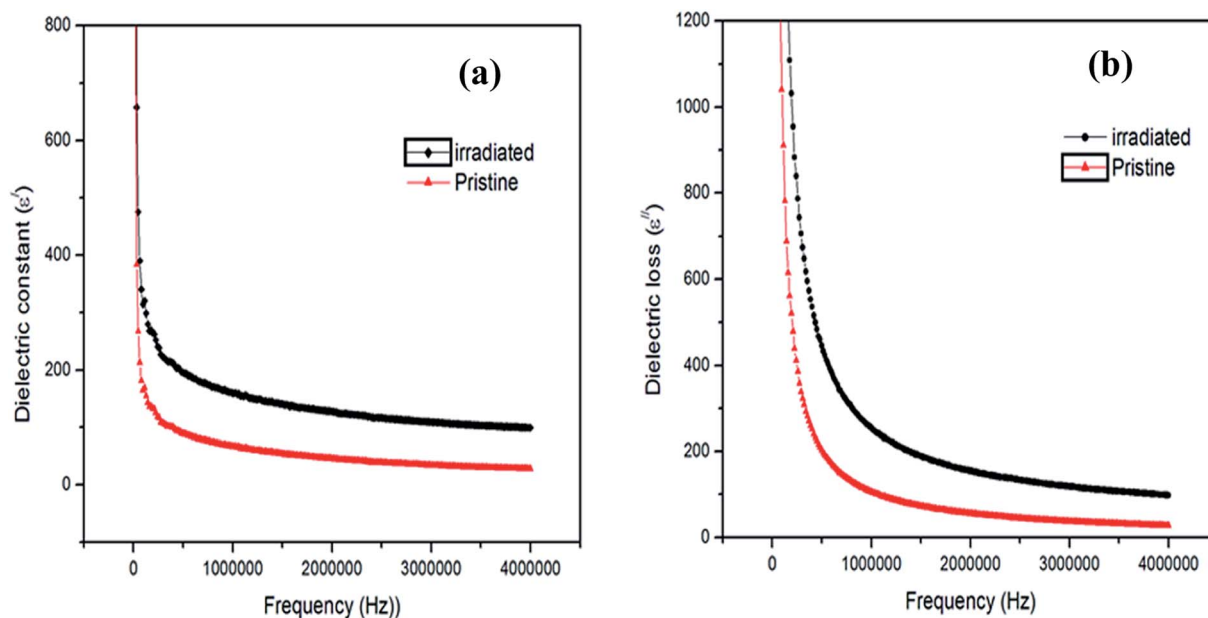 (a)
Dielectric constant (ε′)
800
600
400
200
0
irradiated
Pristine
0 1000000 2000000 3000000 4000000
Frequency (Hz))
(b)
Dielectric loss (ε″)
1200
1000
800
600
400
200
0
irradiated
Pristine
0 1000000 2000000 3000000 4000000
Frequency (Hz)